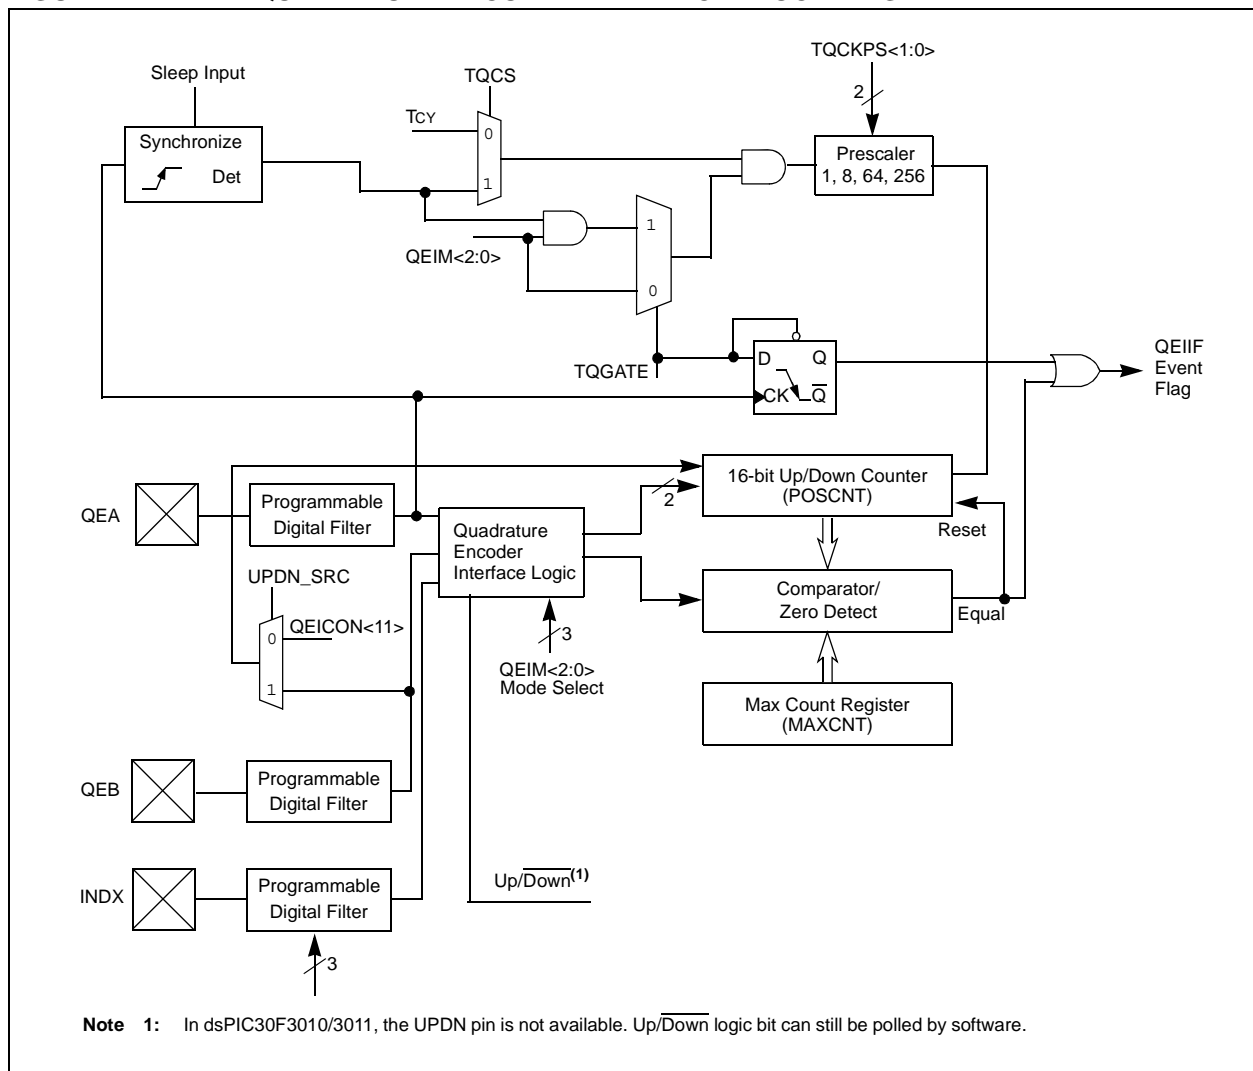 TQCKPS<1:0>
Sleep Input
TQCS
2
TCY
0
Synchronize
Det
1
Prescaler
1, 8, 64, 256
1
QEIM<2:0>
0
TQGATE
D
Q
CK
Q
QEIIF
Event
Flag
16-bit Up/Down Counter
(POSCNT)
2
QEA
Programmable
Digital Filter
Quadrature
Encoder
Interface Logic
Reset
UPDN_SRC
Comparator/
Zero Detect
Equal
0
QEICON<11>
3
1
QEIM<2:0>
Mode Select
Max Count Register
(MAXCNT)
QEB
Programmable
Digital Filter
INDX
Programmable
Digital Filter
Up/Down(1)
3
Note 1: In dsPIC30F3010/3011, the UPDN pin is not available. Up/Down logic bit can still be polled by software.